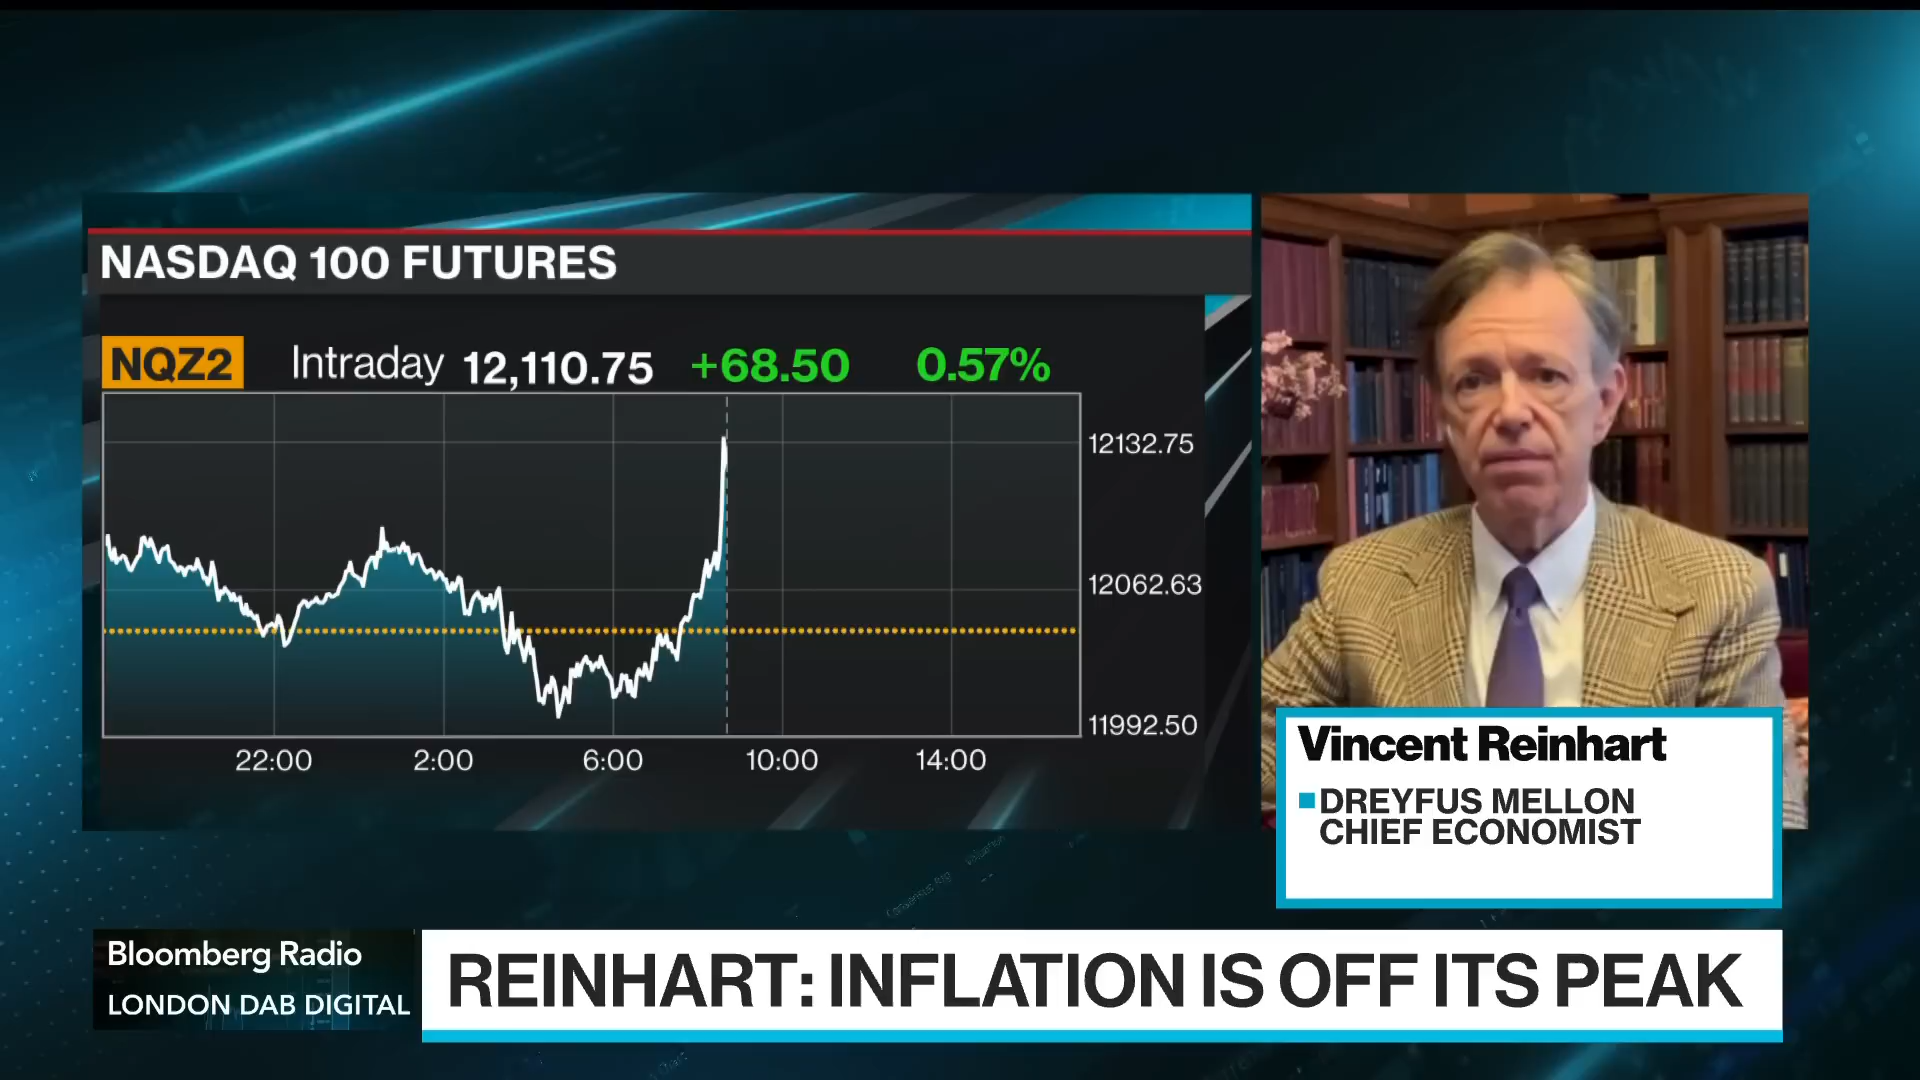 NASDAQ 100 FUTURES
NQZ2 Intraday 12,110.75 +68.50 0.57%
12132.75
12062.63
11992.50
22:00 2:00 6:00 10:00 14:00
Vincent Reinhart
DREYFUS MELLON
CHIEF ECONOMIST
Bloomberg Radio
LONDON DAB DIGITAL
REINHART: INFLATION IS OFF ITS PEAK